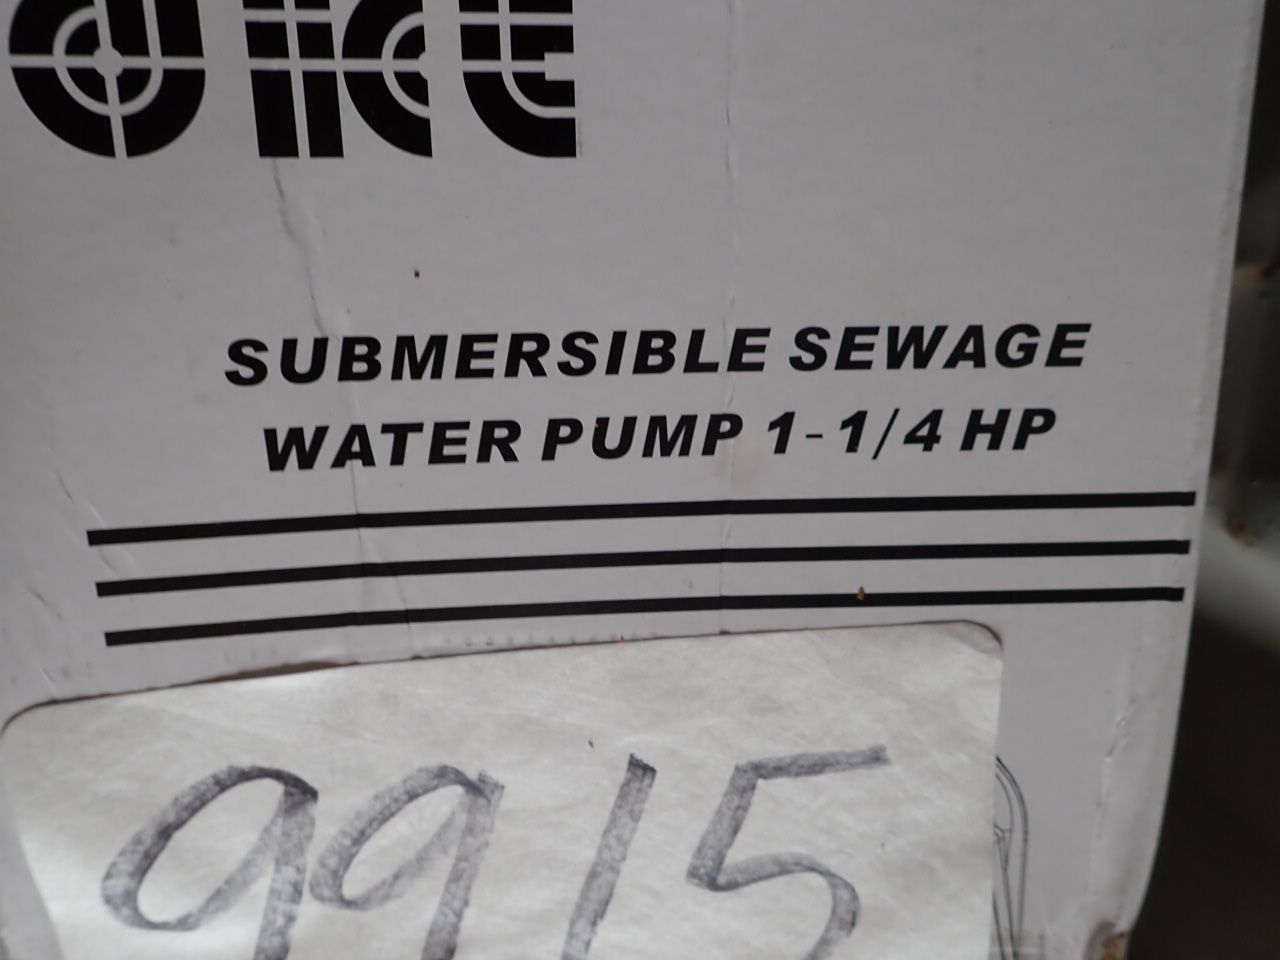 SUBMERSIBLE SEWAGE
WATER PUMP 1-1/4 HP
9915